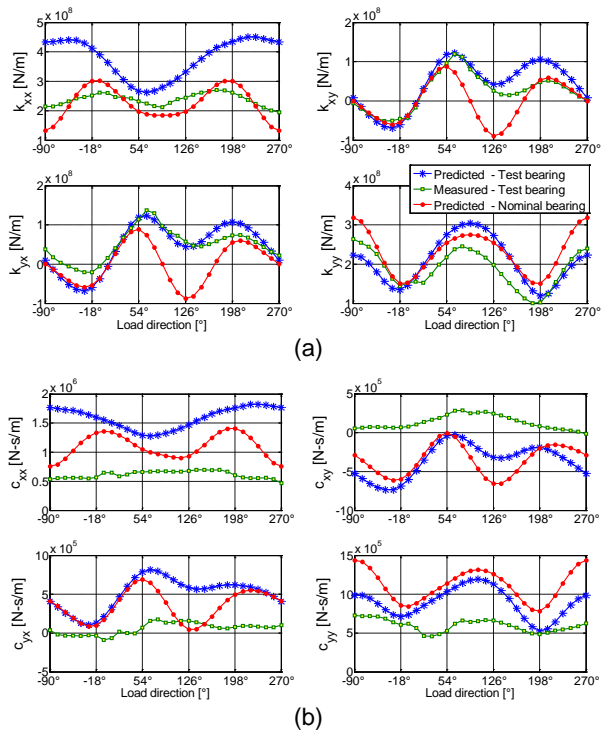 x 10^8
5
4
3
2
1
k_xx [N/m]
-90° -18° 54° 126° 198° 270°
x 10^8
2
1
0
-1
k_xy [N/m]
-90° -18° 54° 126° 198° 270°
Predicted - Test bearing
Measured - Test bearing
Predicted - Nominal bearing
x 10^8
2
1
0
-1
k_yx [N/m]
-90° -18° 54° 126° 198° 270°
Load direction [°]
x 10^8
4
3
2
1
k_yy [N/m]
-90° -18° 54° 126° 198° 270°
Load direction [°]
(a)
x 10^6
2
1.5
1
0.5
0
c_xx [N-s/m]
-90° -18° 54° 126° 198° 270°
x 10^5
5
0
-5
-10
c_xy [N-s/m]
-90° -18° 54° 126° 198° 270°
x 10^5
10
5
0
-5
c_yx [N-s/m]
-90° -18° 54° 126° 198° 270°
Load direction [°]
x 10^5
15
10
5
0
c_yy [N-s/m]
-90° -18° 54° 126° 198° 270°
Load direction [°]
(b)